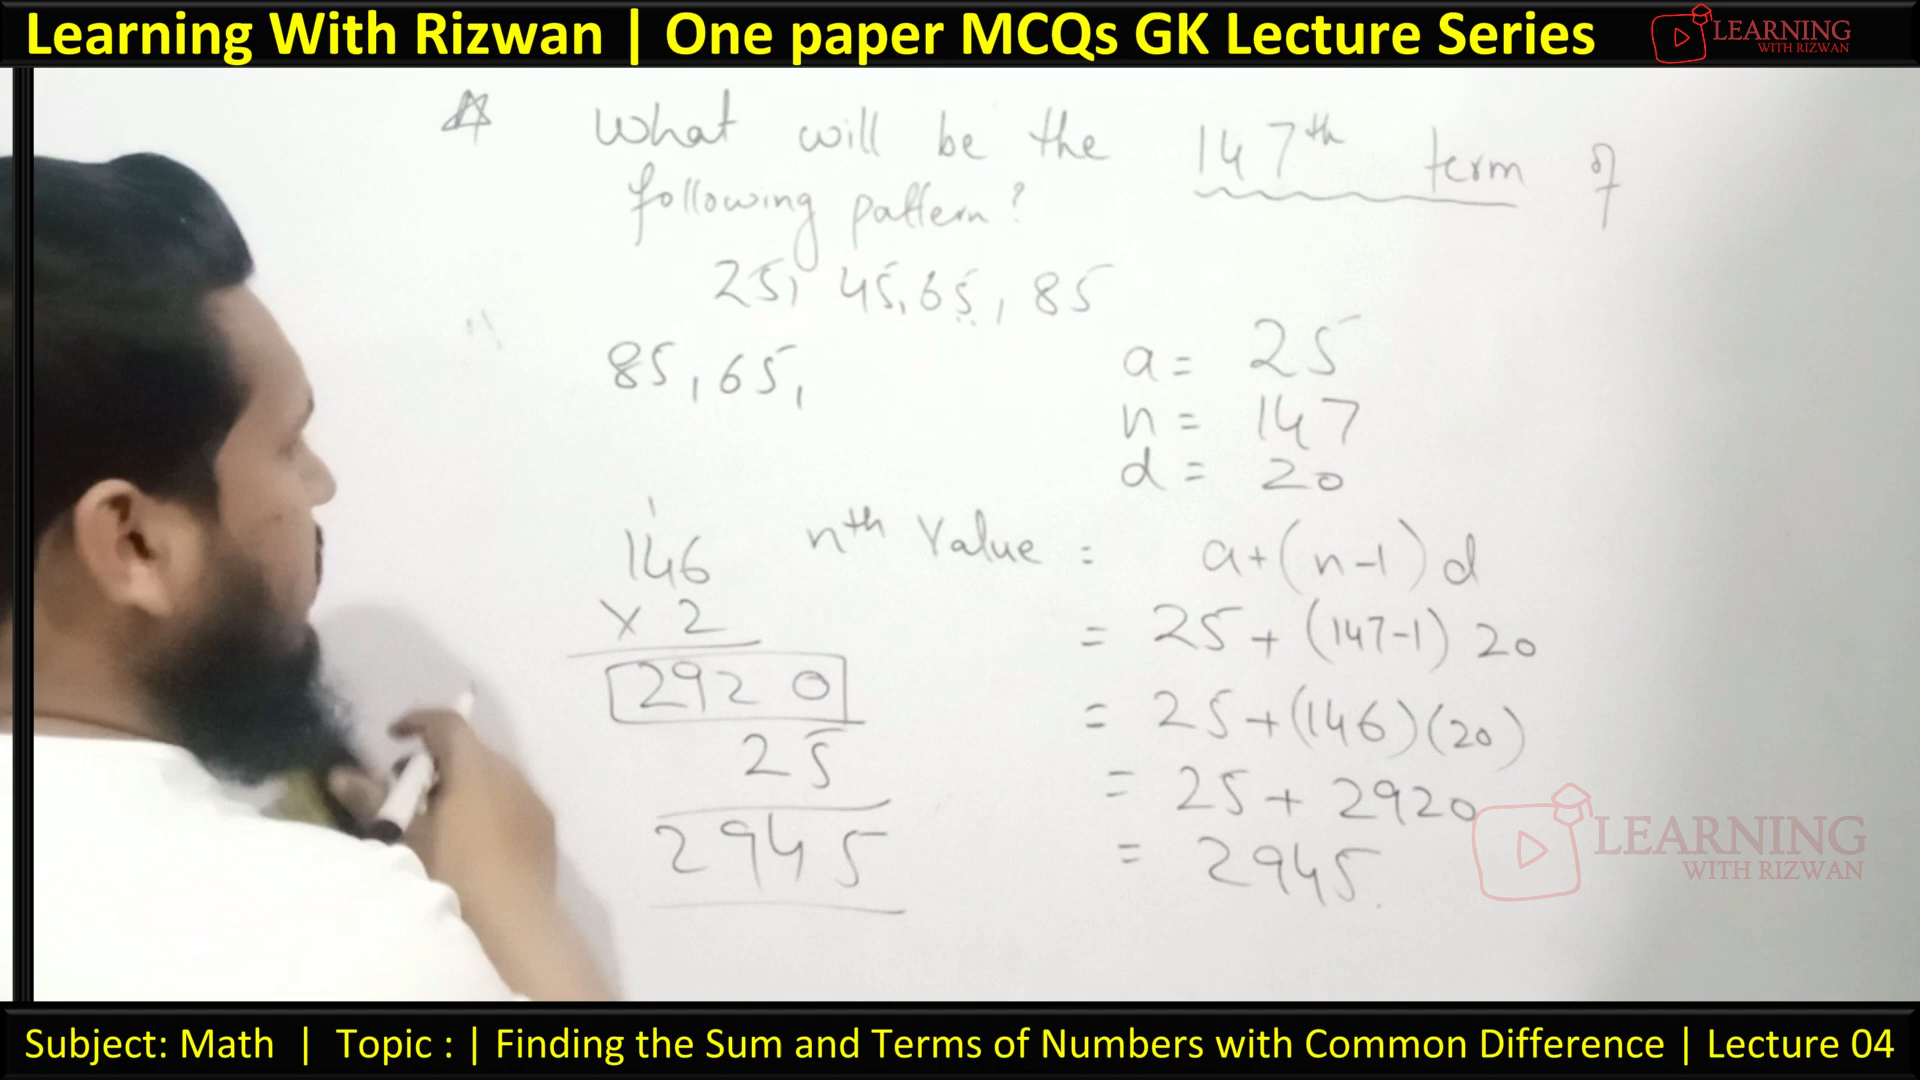 Learning With Rizwan | One paper MCQs GK Lecture Series
LEARNING
WITH RIZWAN
What will be the 147th term of
following pattern?
25, 45, 65, 85
85, 65,
a = 25
n = 147
d = 20
1
146
x 2
2920
25
2945
nth Value = a+(n-1)d
= 25+(147-1) 20
= 25+(146)(20)
= 25+2920
= 2945.
LEARNING
WITH RIZWAN
Subject: Math | Topic : | Finding the Sum and Terms of Numbers with Common Difference | Lecture 04